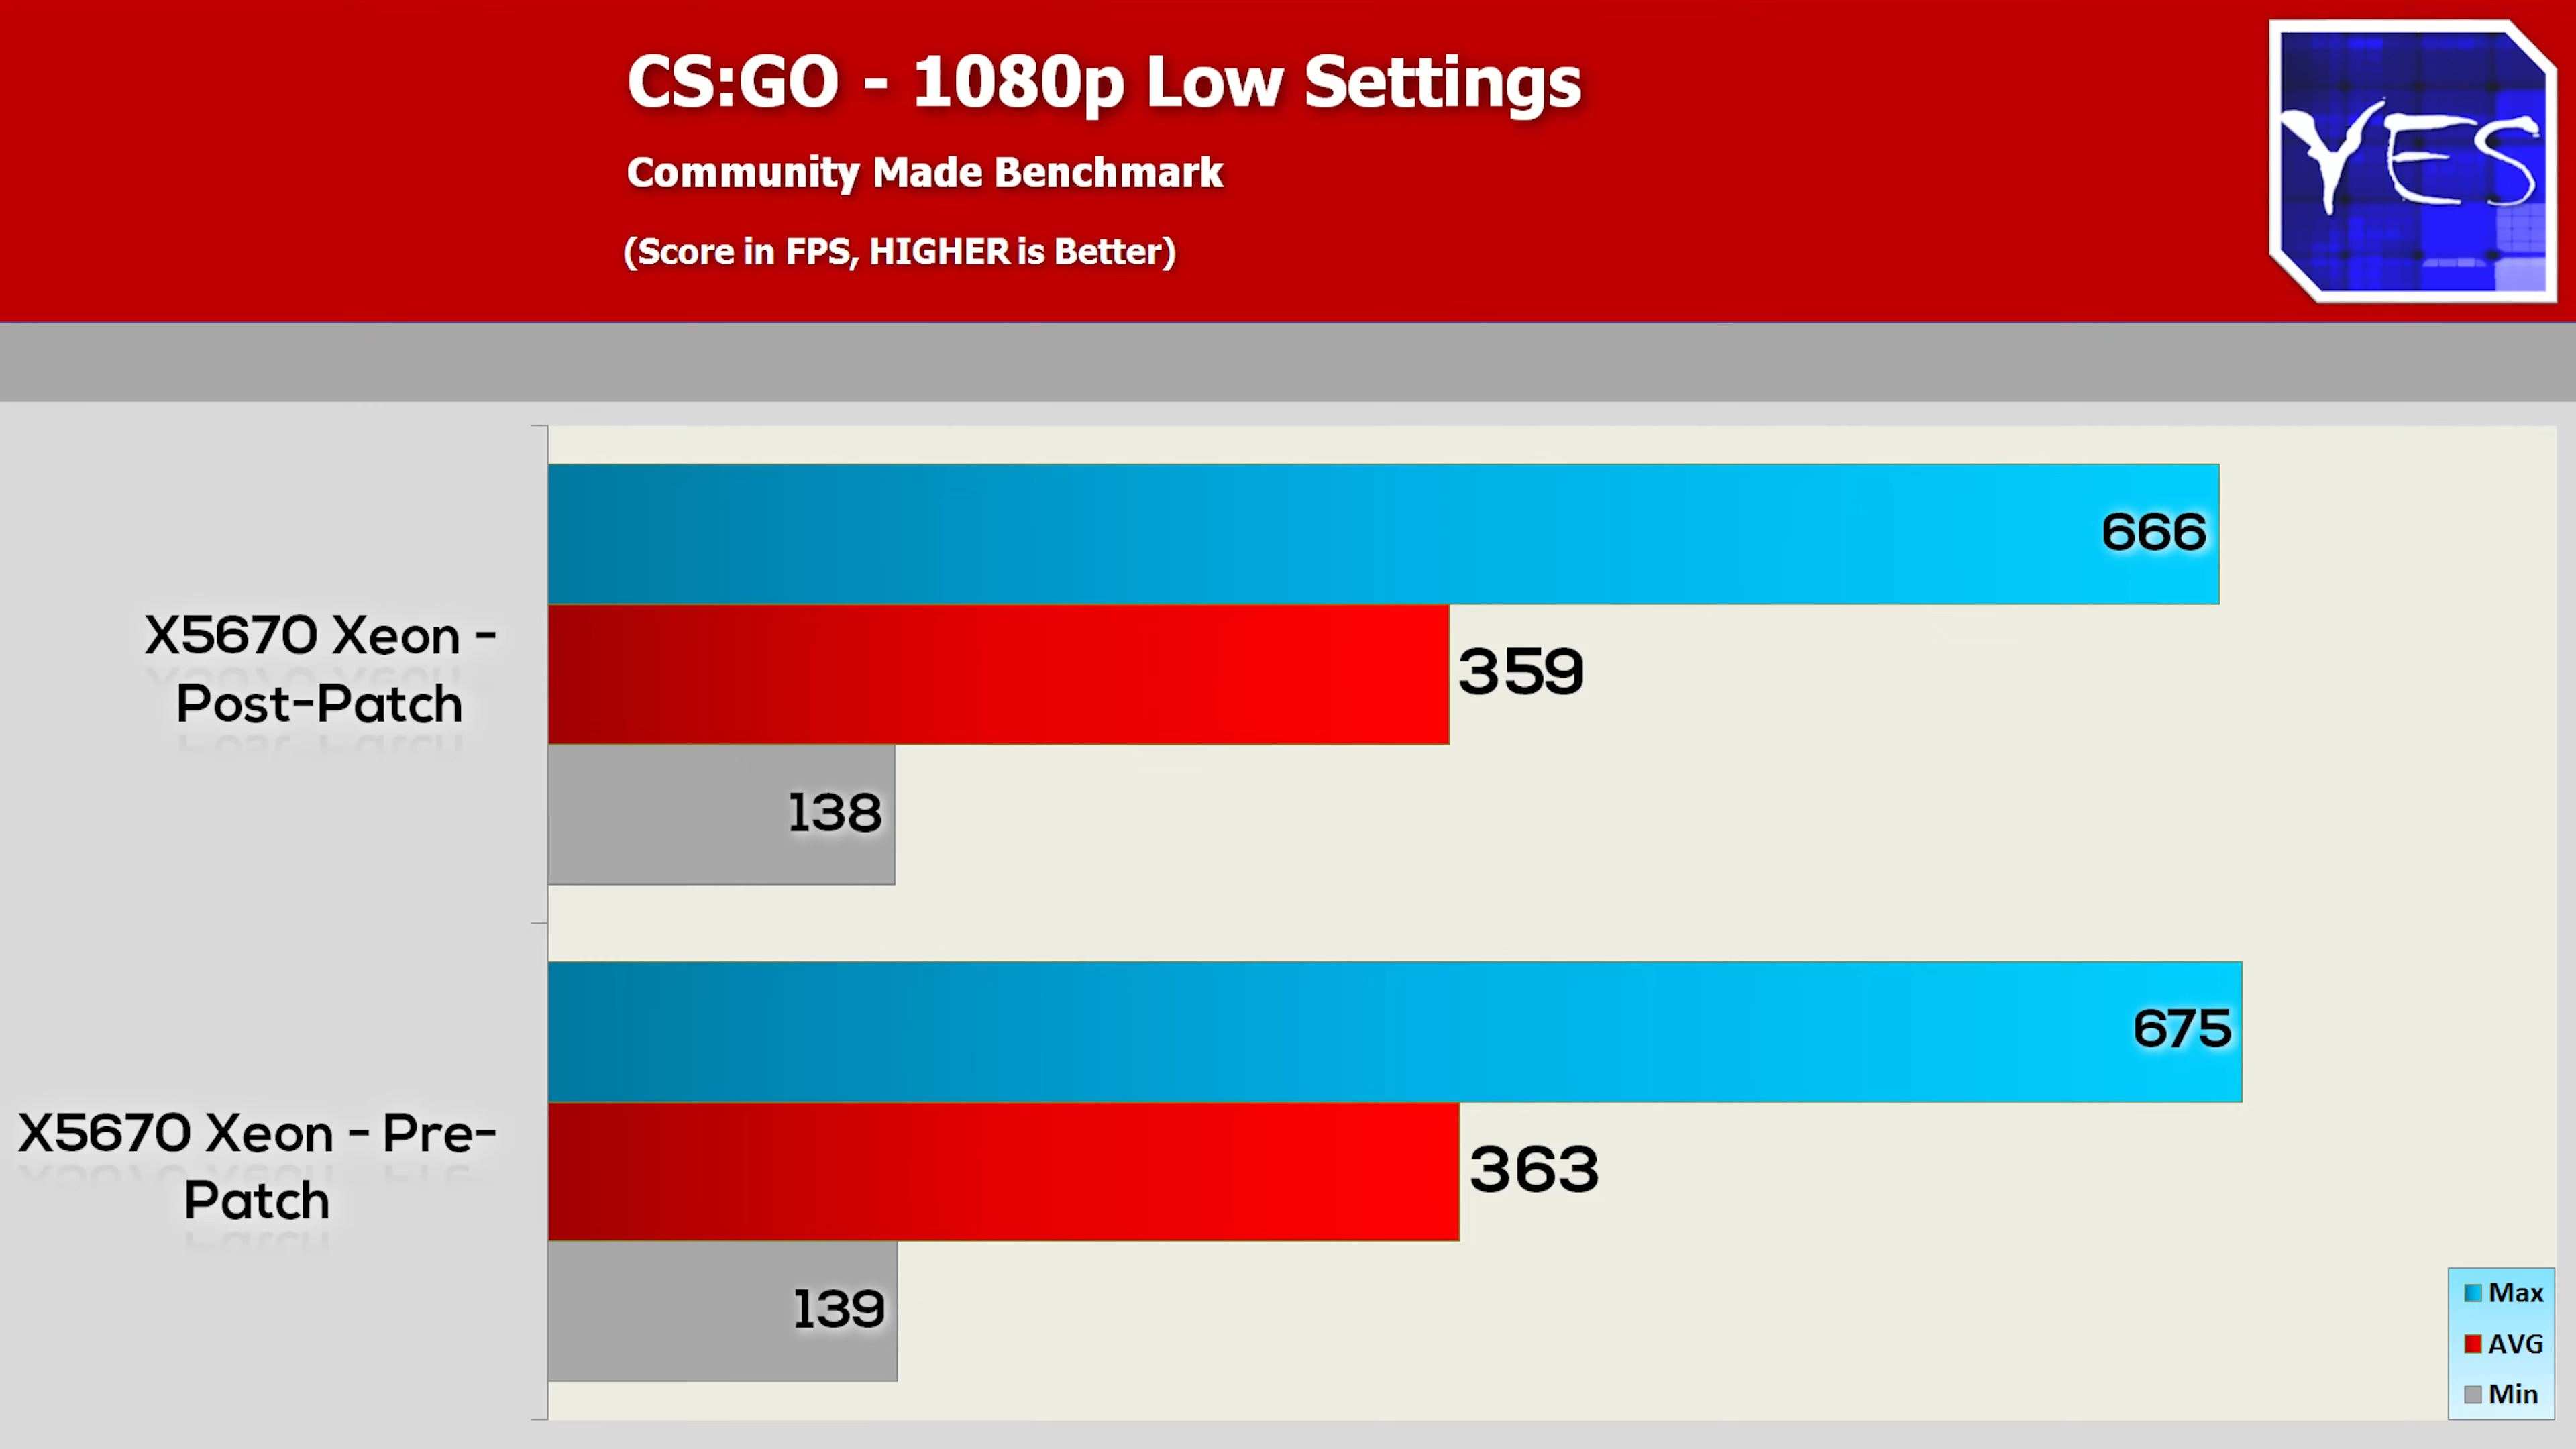 CS:GO - 1080p Low Settings
Community Made Benchmark
(Score in FPS, HIGHER is Better)
YES
666
X5670 Xeon -
Post-Patch
359
138
675
X5670 Xeon - Pre-
Patch
363
139
Max
AVG
Min